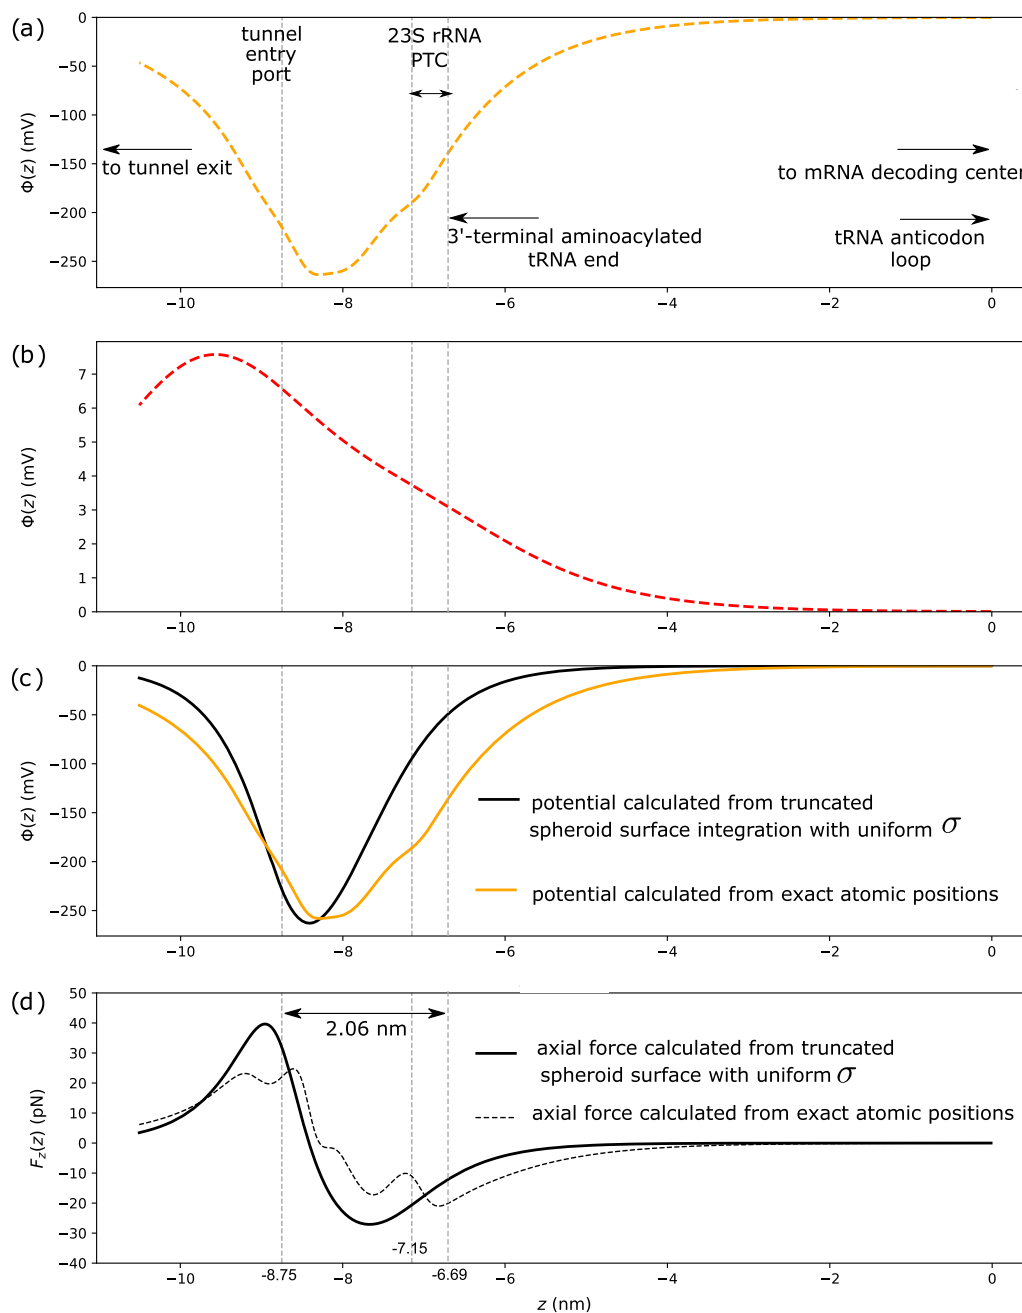 (a)
tunnel
entry
port
23S rRNA
PTC
to tunnel exit
to mRNA decoding center
3'-terminal aminoacylated
tRNA end
tRNA anticodon
loop
Φ(z) (mV)
0
−50
−100
−150
−200
−250
−10
−8
−6
−4
−2
0
(b)
Φ(z) (mV)
7
6
5
4
3
2
1
0
−10
−8
−6
−4
−2
0
(c)
Φ(z) (mV)
0
−50
−100
−150
−200
−250
potential calculated from truncated
spheroid surface integration with uniform σ
potential calculated from exact atomic positions
−10
−8
−6
−4
−2
0
(d)
F_z(z) (pN)
50
40
30
20
10
0
−10
−20
−30
−40
2.06 nm
axial force calculated from truncated
spheroid surface with uniform σ
axial force calculated from exact atomic positions
-7.15
-8.75
-6.69
−10
−8
−6
−4
−2
0
z (nm)